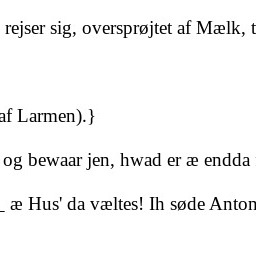 rejser sig, oversprøjtet af Mælk, t
af Larmen).}
og bewaar jen, hwad er æ endda
_ æ Hus' da væltes! Ih søde Anton